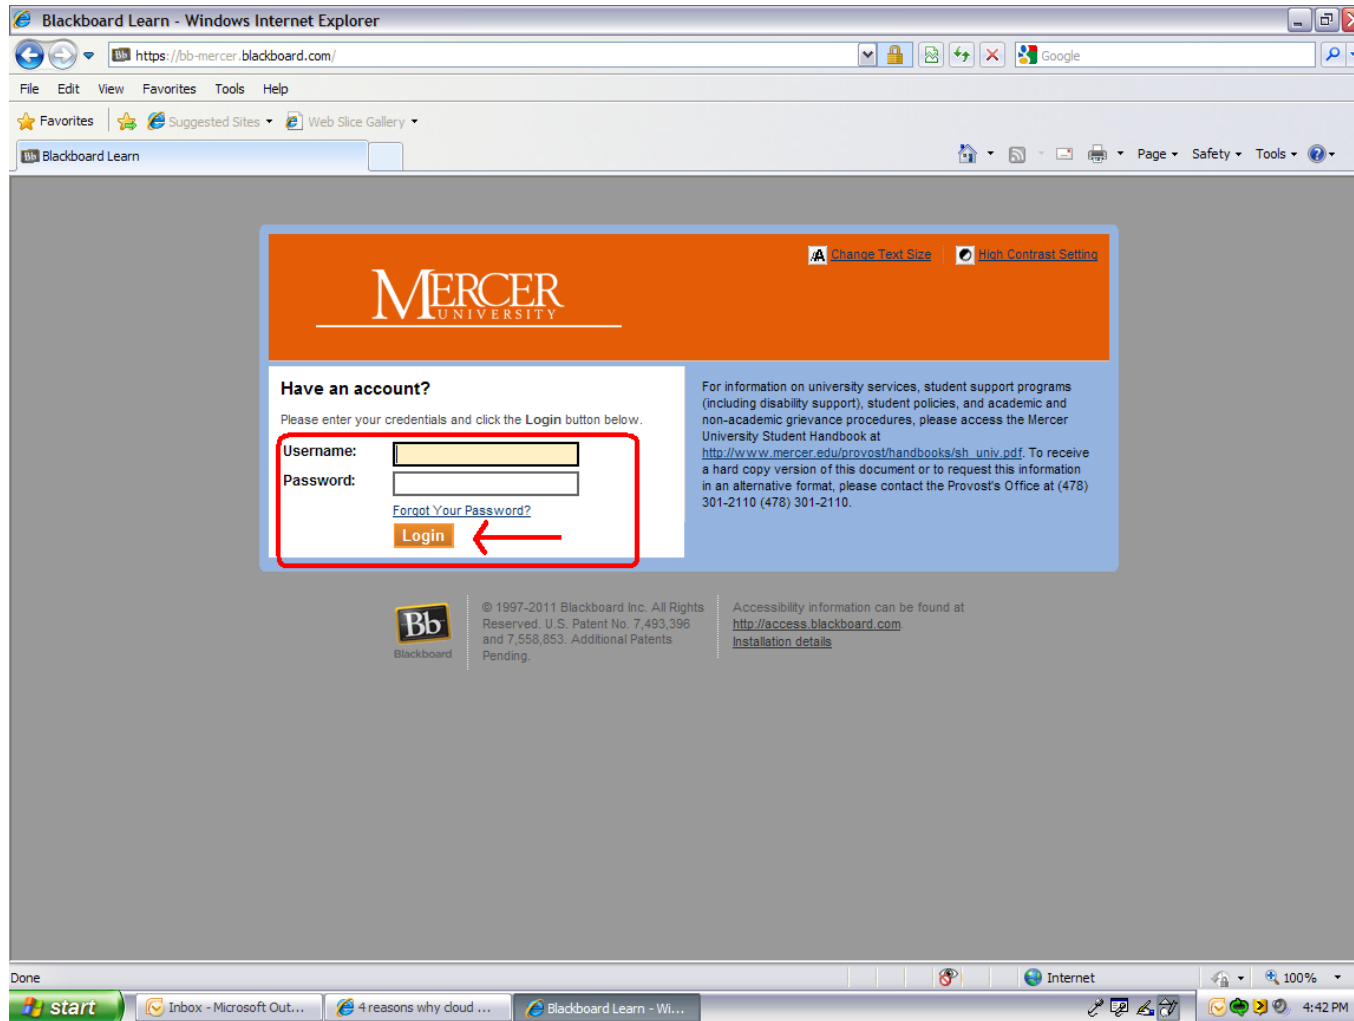 Blackboard Learn - Windows Internet Explorer
https://bb-mercer.blackboard.com/
Google
File Edit View Favorites Tools Help
Favorites Suggested Sites Web Slice Gallery
Blackboard Learn
Page Safety Tools
Change Text Size High Contrast Setting
MERCER
UNIVERSITY
Have an account?
Please enter your credentials and click the Login button below.
Username:
Password:
Forgot Your Password?
Login
For information on university services, student support programs
(including disability support), student policies, and academic and
non-academic grievance procedures, please access the Mercer
University Student Handbook at
http://www.mercer.edu/provost/handbooks/sh_univ.pdf. To receive
a hard copy version of this document or to request this information
in an alternative format, please contact the Provost's Office at (478)
301-2110 (478) 301-2110.
Bb
Blackboard
© 1997-2011 Blackboard Inc. All Rights
Reserved. U.S. Patent No. 7,493,396
and 7,558,853. Additional Patents
Pending.
Accessibility information can be found at
http://access.blackboard.com.
Installation details
Done Internet 100%
start Inbox - Microsoft Out... 4 reasons why cloud ... Blackboard Learn - Wi... 4:42 PM